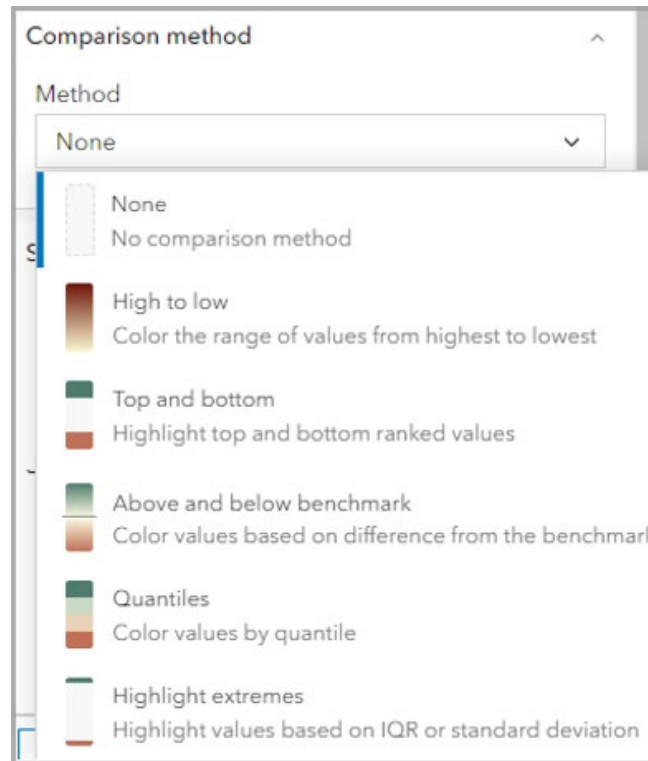 Comparison method
Method
None
None
No comparison method
High to low
Color the range of values from highest to lowest
Top and bottom
Highlight top and bottom ranked values
Above and below benchmark
Color values based on difference from the benchmark
Quantiles
Color values by quantile
Highlight extremes
Highlight values based on IQR or standard deviation